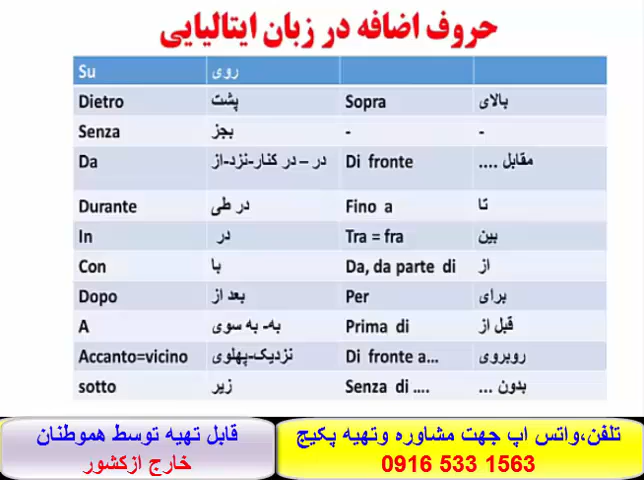 حروف اضافه در زبان ایتالیایی
Su روی
Dietro پشت Sopra بالای
Senza بجز - -
Da در – در کنار-نزد-از Di fronte مقابل ....
Durante در طی Fino a تا
In در Tra = fra بین
Con با Da, da parte di از
Dopo بعد از Per برای
A به- به سوی Prima di قبل از
Accanto=vicino نزدیک-پهلوی Di fronte a... روبروی
sotto زیر Senza di .... بدون ...
تلفن،واتس اپ جهت مشاوره وتهیه پکیج
0916 533 1563
قابل تهیه توسط هموطنان
خارج ازکشور